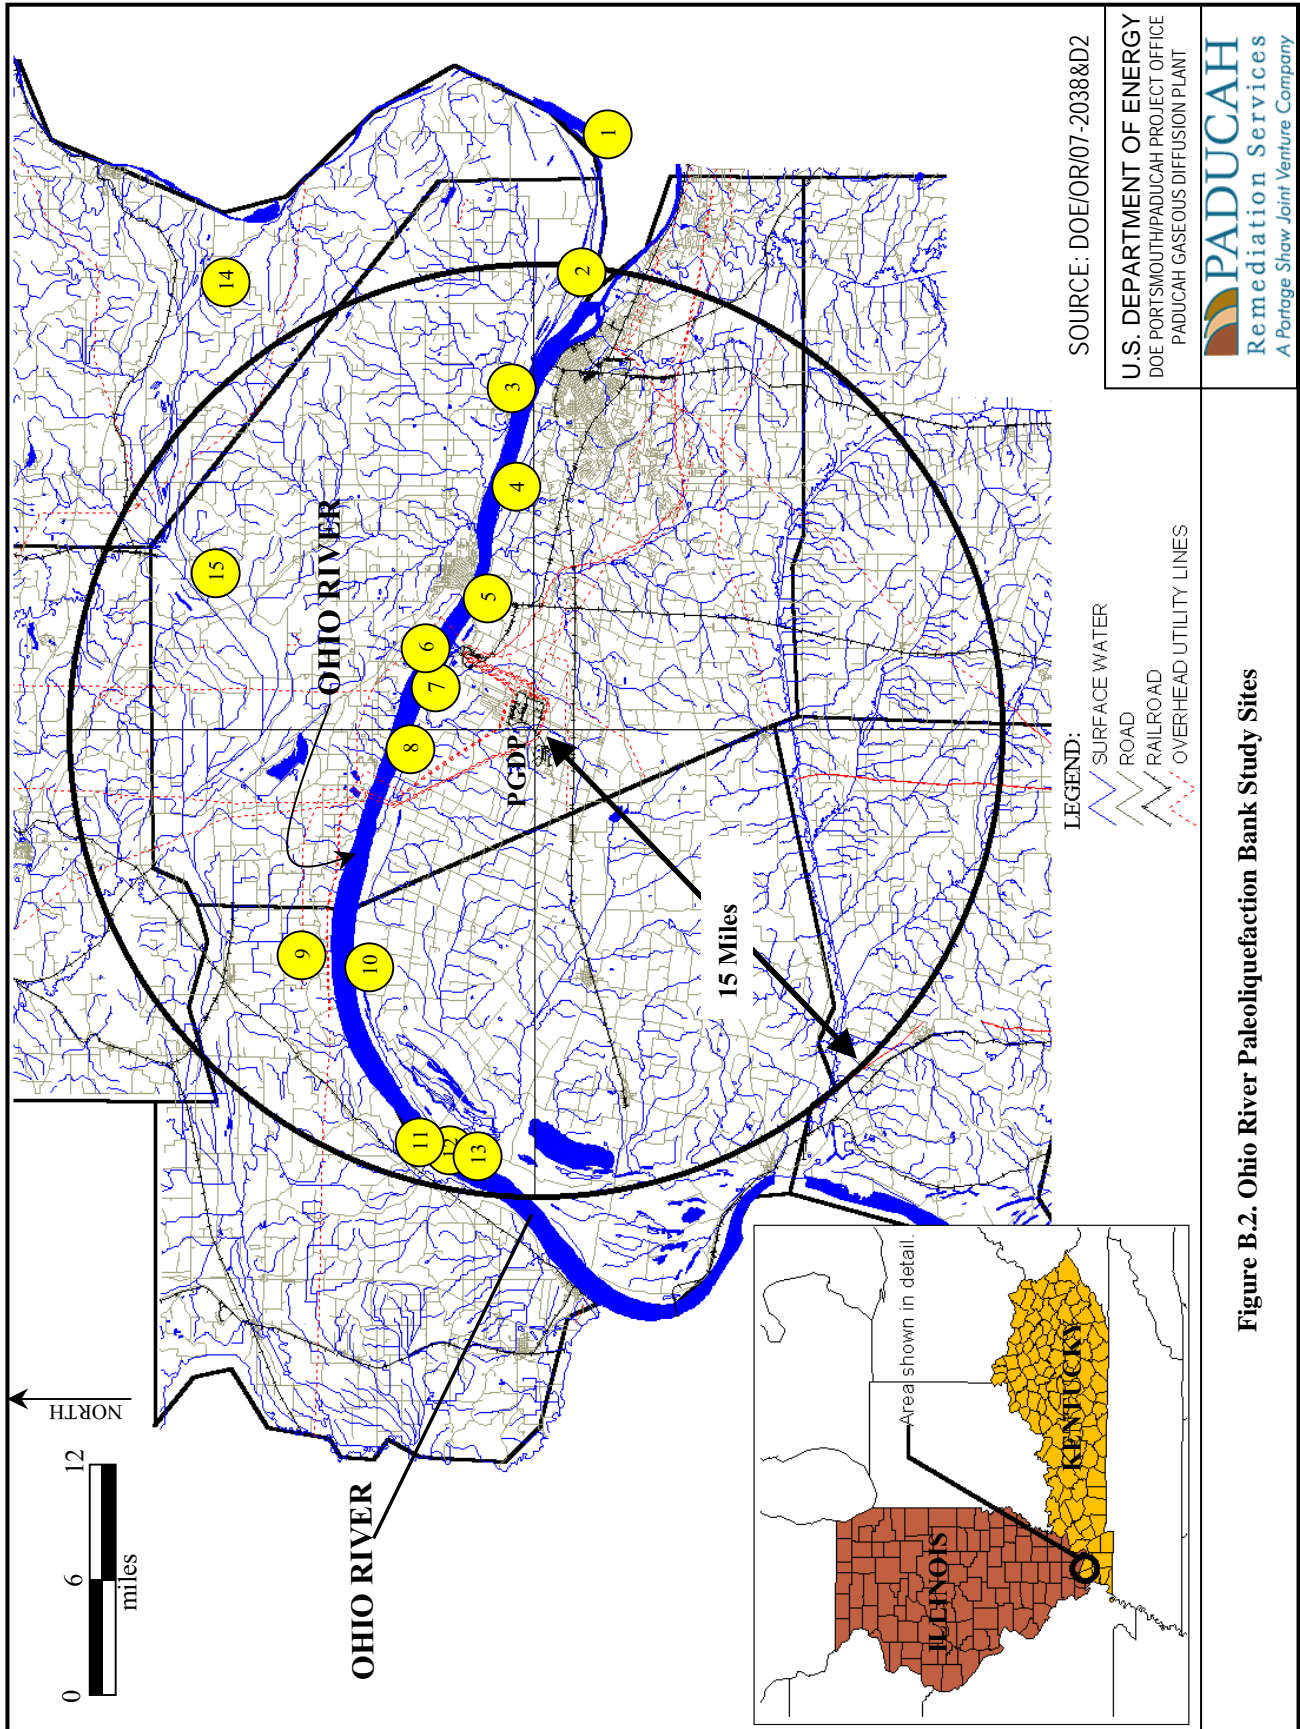 0 6 12
miles
NORTH
OHIO RIVER
OHIO RIVER
PGDP
15 Miles
1
2
3
4
5
6
7
8
9
10
11
12
13
14
15
Area shown in detail.
ILLINOIS
KENTUCKY
LEGEND:
SURFACE WATER
ROAD
RAILROAD
OVERHEAD UTILITY LINES
SOURCE: DOE/OR/07-2038&D2
U.S. DEPARTMENT OF ENERGY
DOE PORTSMOUTH/PADUCAH PROJECT OFFICE
PADUCAH GASEOUS DIFFUSION PLANT
PADUCAH
Remediation Services
A Portage Shaw Joint Venture Company
Figure B.2. Ohio River Paleoliquefaction Bank Study Sites